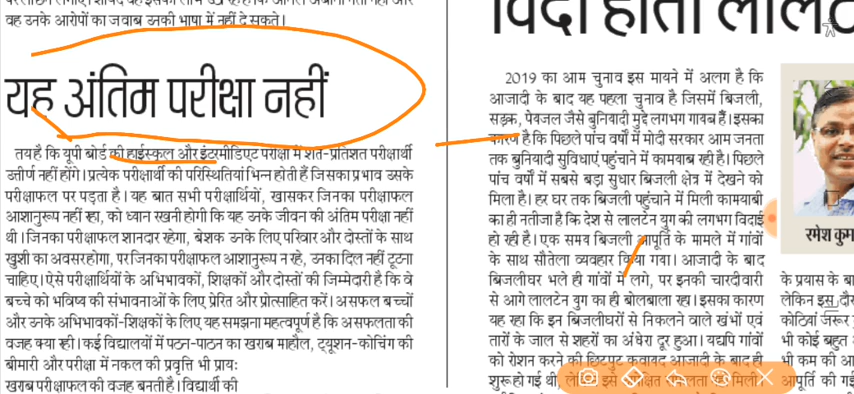 वह उनके आरोपों का जवाब उनकी भाषा में नहीं दे सकते।
यह अंतिम परीक्षा नहीं
तय है कि यूपी बोर्ड की हाईस्कूल और इंटरमीडिएट परीक्षा में शत-प्रतिशत परीक्षार्थी
उत्तीर्ण नहीं होंगे। प्रत्येक परीक्षार्थी की परिस्थितियां भिन्न होती हैं जिसका प्रभाव उसके
परीक्षाफल पर पड़ता है। यह बात सभी परीक्षार्थियों, खासकर जिनका परीक्षाफल
आशानुरूप नहीं रहा, को ध्यान रखनी होगी कि यह उनके जीवन की अंतिम परीक्षा नहीं
थी। जिनका परीक्षाफल शानदार रहेगा, बेशक उनके लिए परिवार और दोस्तों के साथ
खुशी का अवसर होगा, पर जिनका परीक्षाफल आशानुरूप न रहे, उनका दिल नहीं टूटना
चाहिए। ऐसे परीक्षार्थियों के अभिभावकों, शिक्षकों और दोस्तों की जिम्मेदारी है कि वे
बच्चे को भविष्य की संभावनाओं के लिए प्रेरित और प्रोत्साहित करें। असफल बच्चों
और उनके अभिभावकों-शिक्षकों के लिए यह समझना महत्वपूर्ण है कि असफलता की
वजह क्या रही। कई विद्यालयों में पठन-पाठन का खराब माहौल, ट्यूशन-कोचिंग की
बीमारी और परीक्षा में नकल की प्रवृत्ति भी प्रायः
खराब परीक्षाफल की वजह बनती है। विद्यार्थी की
विदा होता लालटे
2019 का आम चुनाव इस मायने में अलग है कि
आजादी के बाद यह पहला चुनाव है जिसमें बिजली,
सड़क, पेयजल जैसे बुनियादी मुद्दे लगभग गायब हैं। इसका
कारण है कि पिछले पांच वर्षों में मोदी सरकार आम जनता
तक बुनियादी सुविधाएं पहुंचाने में कामयाब रही है। पिछले
पांच वर्षों में सबसे बड़ा सुधार बिजली क्षेत्र में देखने को
मिला है। हर घर तक बिजली पहुंचाने में मिली कामयाबी
का ही नतीजा है कि देश से लालटेन युग की लगभग विदाई
हो रही है। एक समय बिजली आपूर्ति के मामले में गांवों
के साथ सौतेला व्यवहार किया गया। आजादी के बाद
बिजलीघर भले ही गांवों में लगे, पर इनकी चारदीवारी
से आगे लालटेन युग का ही बोलबाला रहा। इसका कारण
यह रहा कि इन बिजलीघरों से निकलने वाले खंभों एवं
तारों के जाल से शहरों का अंधेरा दूर हुआ। यद्यपि गांवों
को रोशन करने की छिटपुट कवायद आजादी के बाद ही
शुरू हो गई थी, लेकिन इसे अपेक्षित सफलता नहीं मिली
रमेश कुम
के प्रयास के बा
लेकिन इस दौर
कोठियां जरूर
भी कोई बहुत
भी कम की आ
आपूर्ति की गई